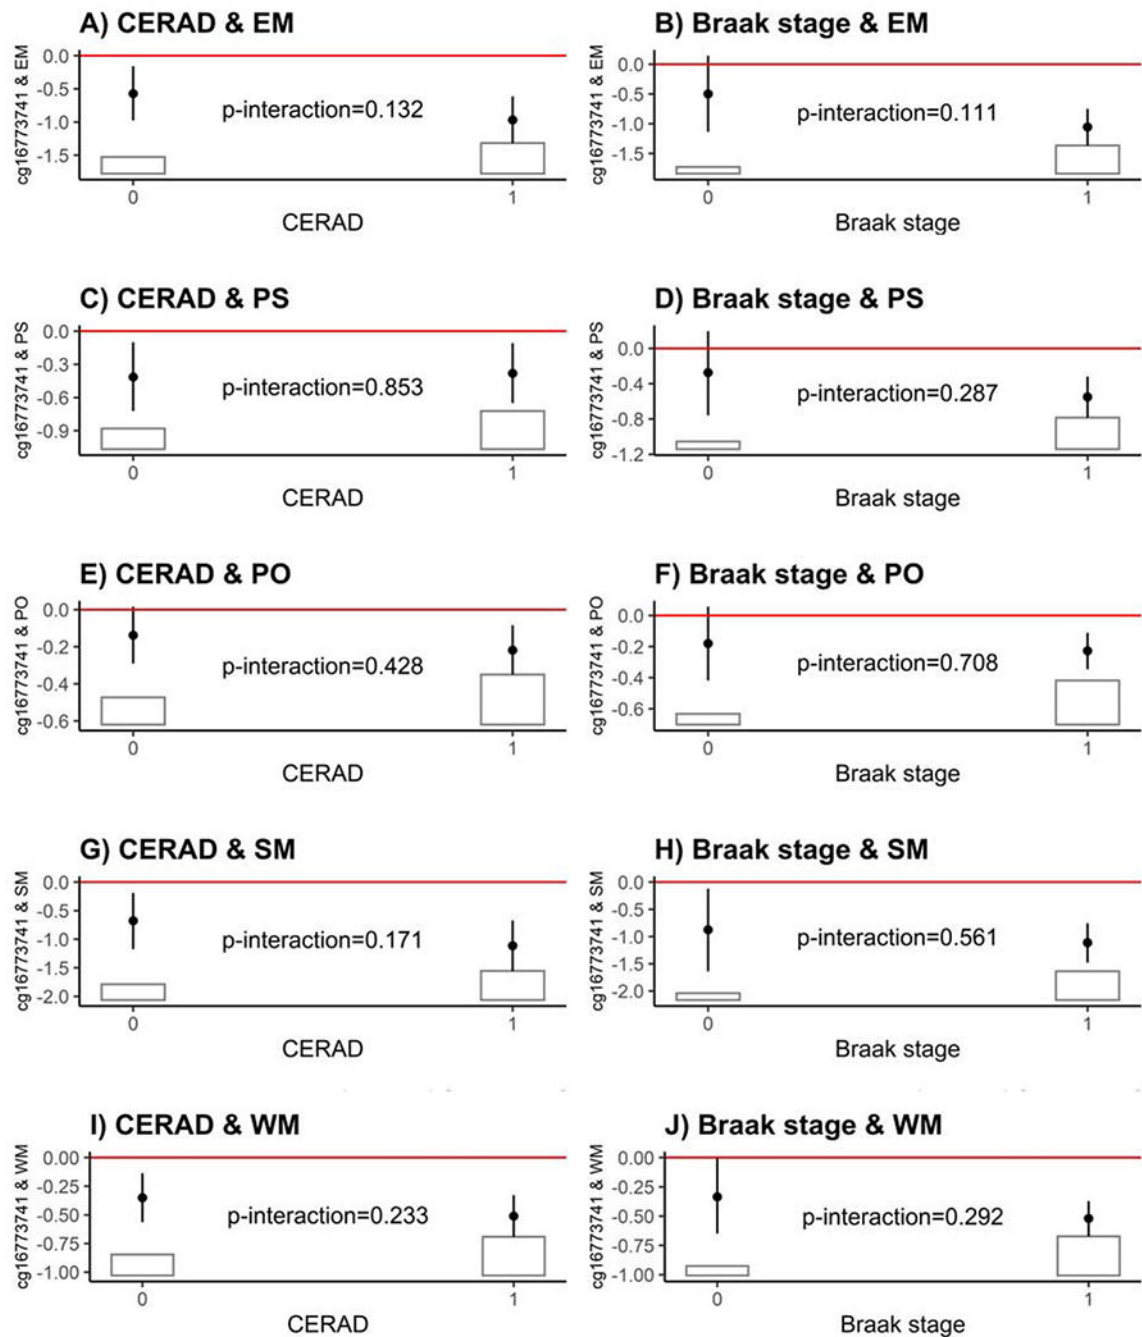 A) CERAD & EM
cg16773741 & EM
0.0
-0.5
-1.0
-1.5
p-interaction=0.132
0
1
CERAD
B) Braak stage & EM
cg16773741 & EM
0.0
-0.5
-1.0
-1.5
p-interaction=0.111
0
1
Braak stage
C) CERAD & PS
cg16773741 & PS
0.0
-0.3
-0.6
-0.9
p-interaction=0.853
0
1
CERAD
D) Braak stage & PS
cg16773741 & PS
0.0
-0.4
-0.8
-1.2
p-interaction=0.287
0
1
Braak stage
E) CERAD & PO
cg16773741 & PO
0.0
-0.2
-0.4
-0.6
p-interaction=0.428
0
1
CERAD
F) Braak stage & PO
cg16773741 & PO
0.0
-0.2
-0.4
-0.6
p-interaction=0.708
0
1
Braak stage
G) CERAD & SM
cg16773741 & SM
0.0
-0.5
-1.0
-1.5
-2.0
p-interaction=0.171
0
1
CERAD
H) Braak stage & SM
cg16773741 & SM
0.0
-0.5
-1.0
-1.5
-2.0
p-interaction=0.561
0
1
Braak stage
I) CERAD & WM
cg16773741 & WM
0.00
-0.25
-0.50
-0.75
-1.00
p-interaction=0.233
0
1
CERAD
J) Braak stage & WM
cg16773741 & WM
0.00
-0.25
-0.50
-0.75
-1.00
p-interaction=0.292
0
1
Braak stage